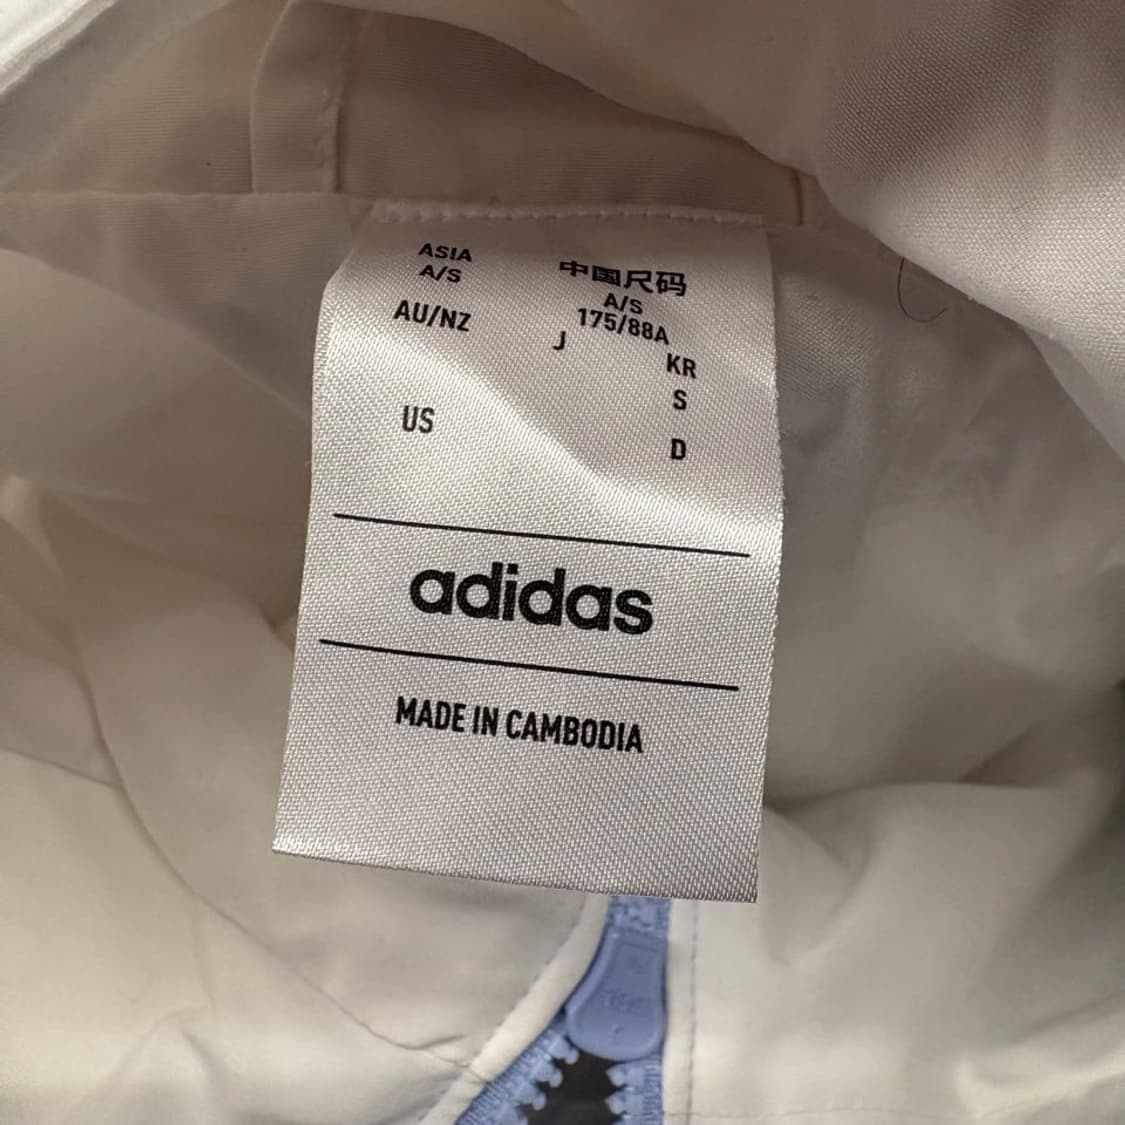 ASIA
A/S
中国尺码
A/S
175/88A
AU/NZ
J
KR
S
US
D
adidas
MADE IN CAMBODIA